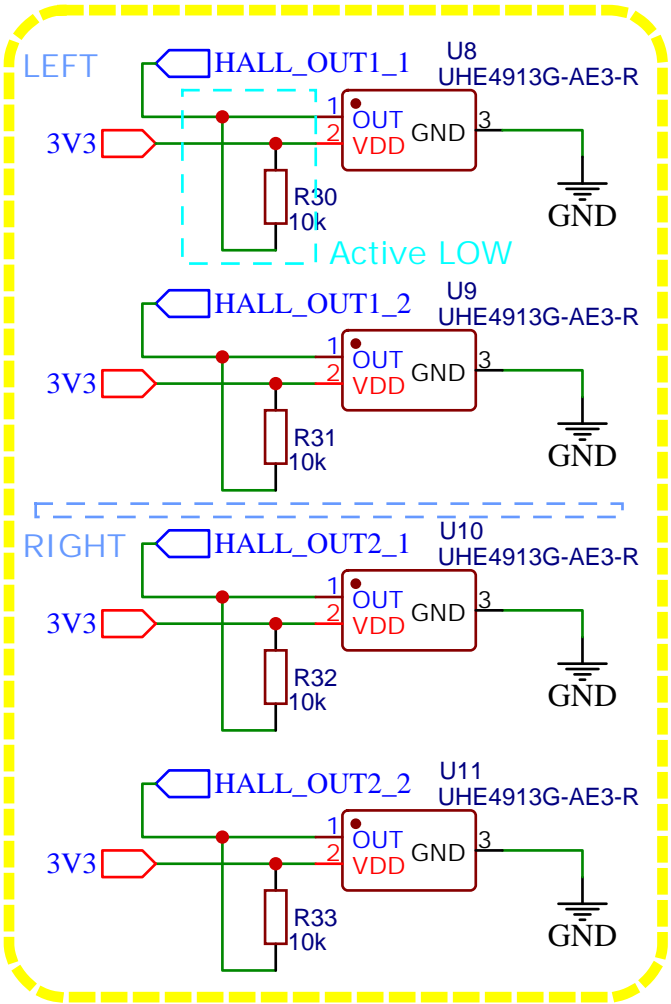 LEFT
HALL_OUT1_1
U8
UHE4913G-AE3-R
3V3
1
OUT
2
VDD
GND
3
R30
10k
GND
Active LOW
HALL_OUT1_2
U9
UHE4913G-AE3-R
3V3
1
OUT
2
VDD
GND
3
R31
10k
GND
RIGHT
HALL_OUT2_1
U10
UHE4913G-AE3-R
3V3
1
OUT
2
VDD
GND
3
R32
10k
GND
HALL_OUT2_2
U11
UHE4913G-AE3-R
3V3
1
OUT
2
VDD
GND
3
R33
10k
GND